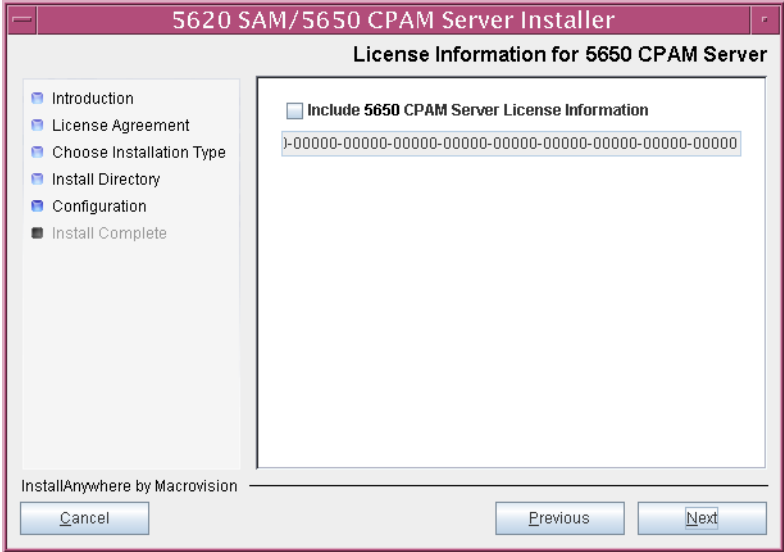 5620 SAM/5650 CPAM Server Installer
License Information for 5650 CPAM Server
Introduction
License Agreement
Choose Installation Type
Install Directory
Configuration
Install Complete
Include 5650 CPAM Server License Information
)-00000-00000-00000-00000-00000-00000-00000-00000-00000
InstallAnywhere by Macrovision
Cancel
Previous
Next